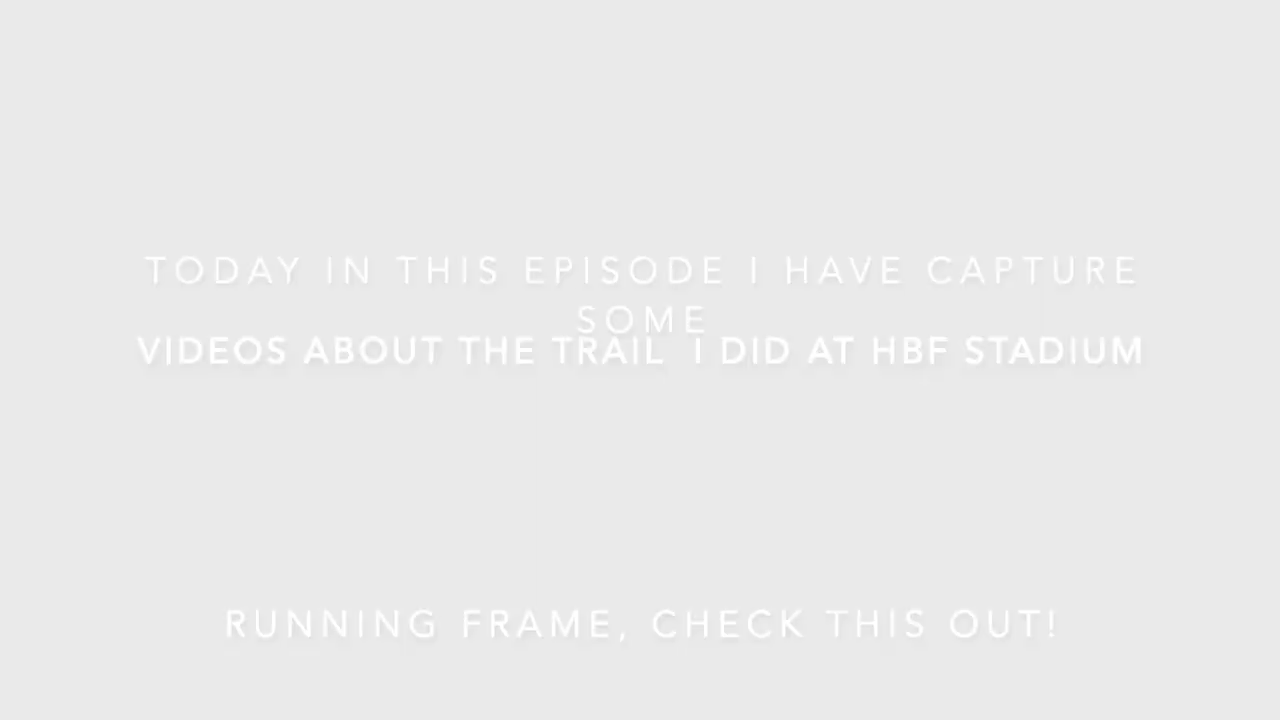 TODAY IN THIS EPISODE I HAVE CAPTURE
SOME
VIDEOS ABOUT THE TRAIL I DID AT HBF STADIUM
RUNNING FRAME, CHECK THIS OUT!